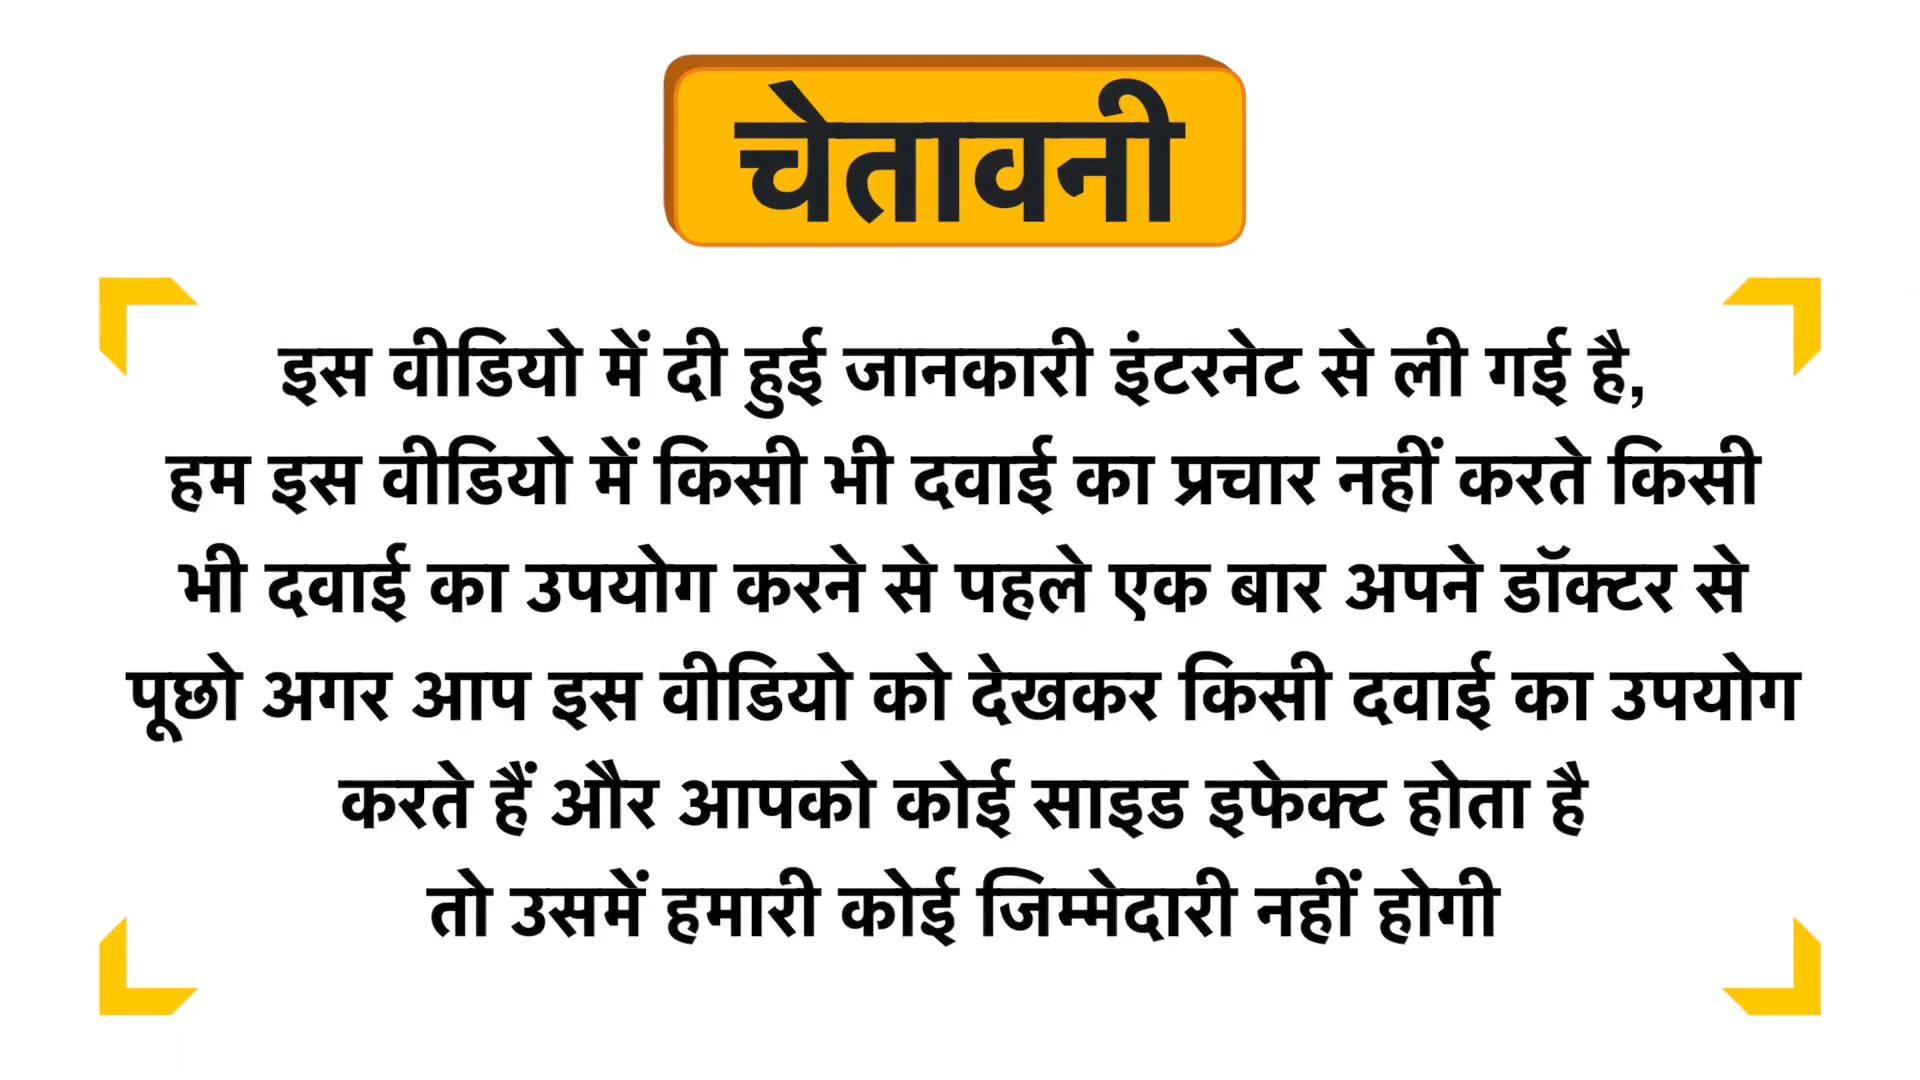 चेतावनी
इस वीडियो में दी हुई जानकारी इंटरनेट से ली गई है,
हम इस वीडियो में किसी भी दवाई का प्रचार नहीं करते किसी
भी दवाई का उपयोग करने से पहले एक बार अपने डॉक्टर से
पूछो अगर आप इस वीडियो को देखकर किसी दवाई का उपयोग
करते हैं और आपको कोई साइड इफेक्ट होता है
तो उसमें हमारी कोई जिम्मेदारी नहीं होगी